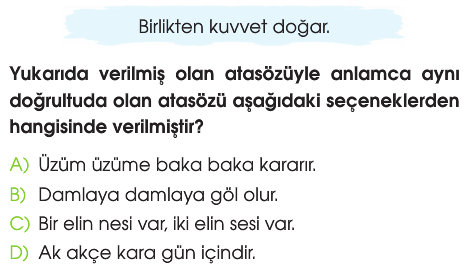 Birlikten kuvvet doğar.
Yukarıda verilmiş olan atasözüyle anlamca aynı
doğrultuda olan atasözü aşağıdaki seçeneklerden
hangisinde verilmiştir?
A) Üzüm üzüme baka baka kararır.
B) Damlaya damlaya göl olur.
C) Bir elin nesi var, iki elin sesi var.
D) Ak akçe kara gün içindir.